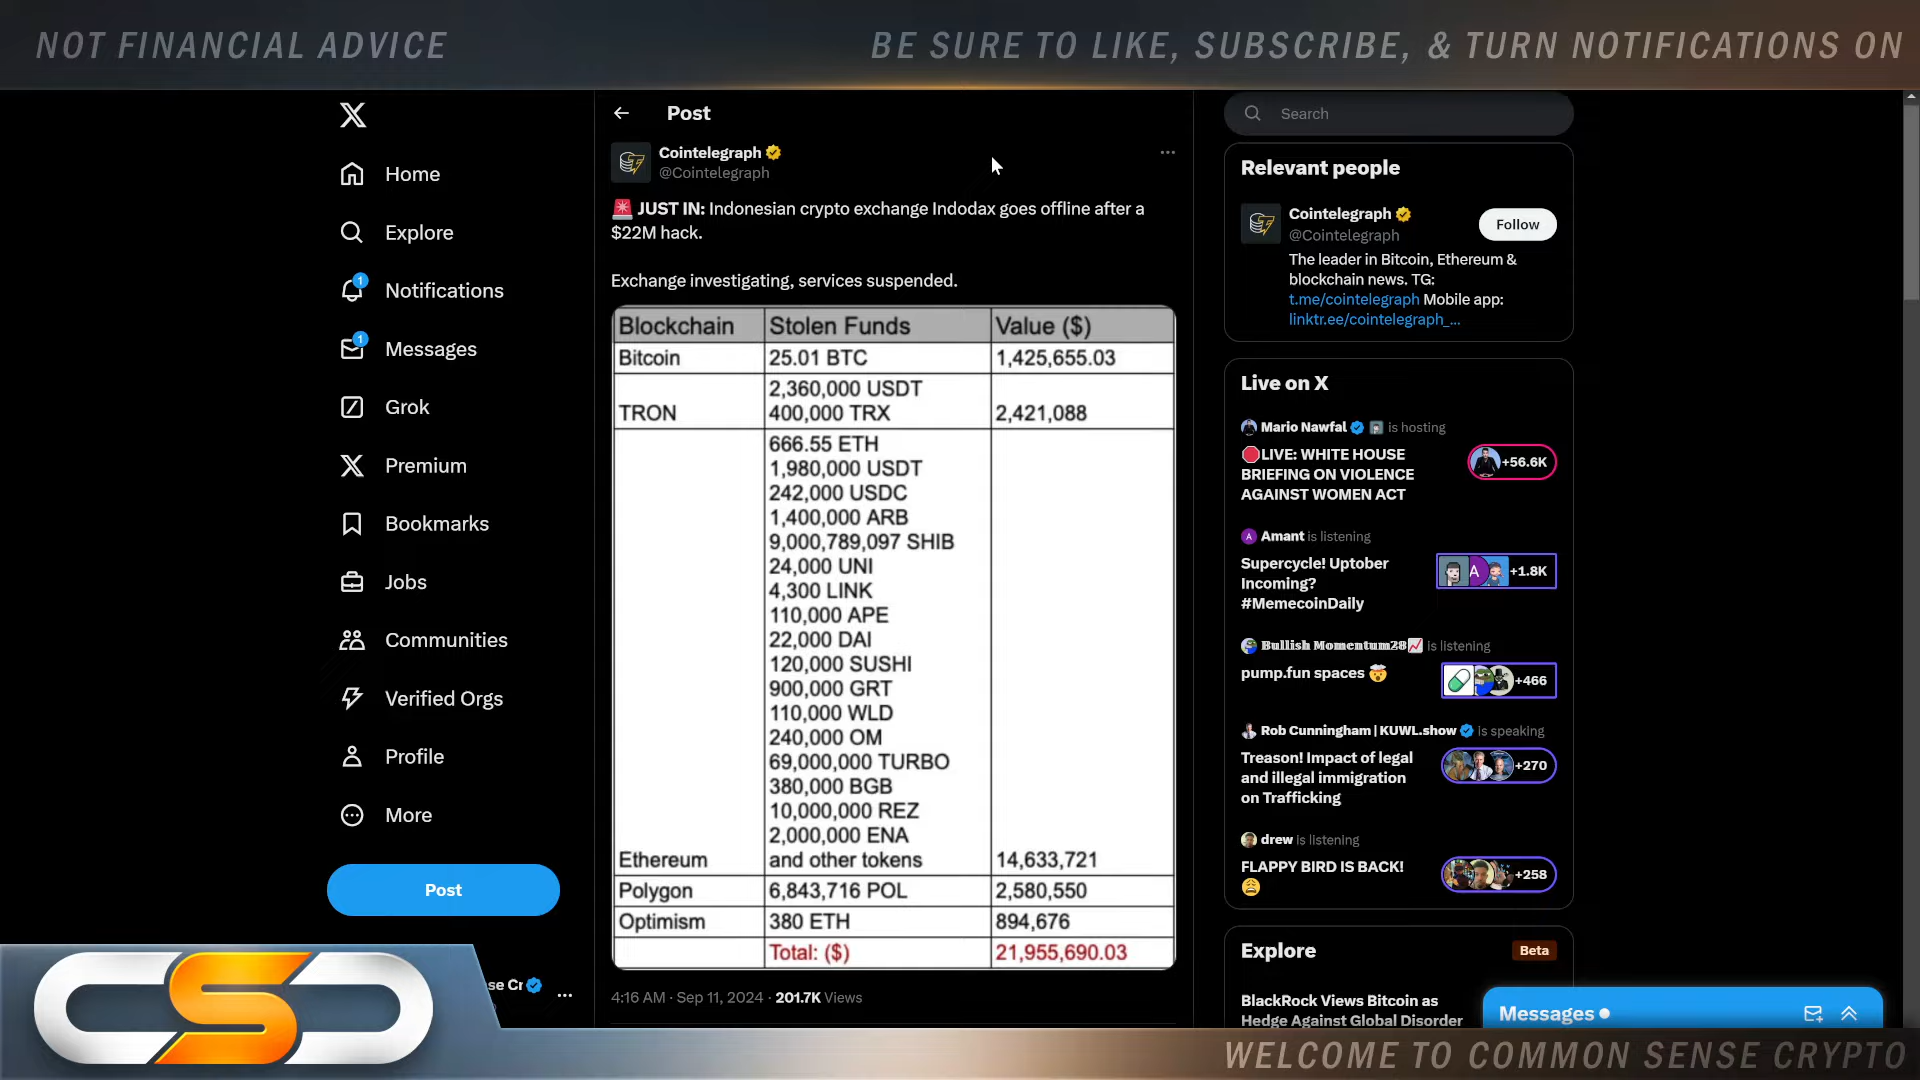 NOT FINANCIAL ADVICE
BE SURE TO LIKE, SUBSCRIBE, & TURN NOTIFICATIONS ON
Home
Explore
1
Notifications
1
Messages
Grok
Premium
Bookmarks
Jobs
Communities
Verified Orgs
Profile
More
Post
se Cr
Post
Cointelegraph
@Cointelegraph
🚨 JUST IN: Indonesian crypto exchange Indodax goes offline after a
$22M hack.
Exchange investigating, services suspended.
Blockchain Stolen Funds Value ($)
Bitcoin 25.01 BTC 1,425,655.03
2,360,000 USDT
TRON 400,000 TRX 2,421,088
666.55 ETH
1,980,000 USDT
242,000 USDC
1,400,000 ARB
9,000,789,097 SHIB
24,000 UNI
4,300 LINK
110,000 APE
22,000 DAI
120,000 SUSHI
900,000 GRT
110,000 WLD
240,000 OM
69,000,000 TURBO
380,000 BGB
10,000,000 REZ
2,000,000 ENA
Ethereum and other tokens 14,633,721
Polygon 6,843,716 POL 2,580,550
Optimism 380 ETH 894,676
Total: ($) 21,955,690.03
4:16 AM · Sep 11, 2024 · 201.7K Views
Search
Relevant people
Cointelegraph
@Cointelegraph
Follow
The leader in Bitcoin, Ethereum &
blockchain news. TG:
t.me/cointelegraph Mobile app:
linktr.ee/cointelegraph_...
Live on X
Mario Nawfal is hosting
🛑LIVE: WHITE HOUSE
BRIEFING ON VIOLENCE
AGAINST WOMEN ACT
+56.6K
A Amant is listening
Supercycle! Uptober
Incoming?
#MemecoinDaily
A +1.8K
𝕭𝖚𝖑𝖑𝖎𝖘𝖍 𝕸𝖔𝖒𝖊𝖓𝖙𝖚𝖒28📈 is listening
pump.fun spaces 🤯
+466
Rob Cunningham | KUWL.show is speaking
Treason! Impact of legal
and illegal immigration
on Trafficking
+270
drew is listening
FLAPPY BIRD IS BACK!
😩
+258
Explore
Beta
BlackRock Views Bitcoin as
Hedge Against Global Disorder
Messages
CSC
WELCOME TO COMMON SENSE CRYPTO